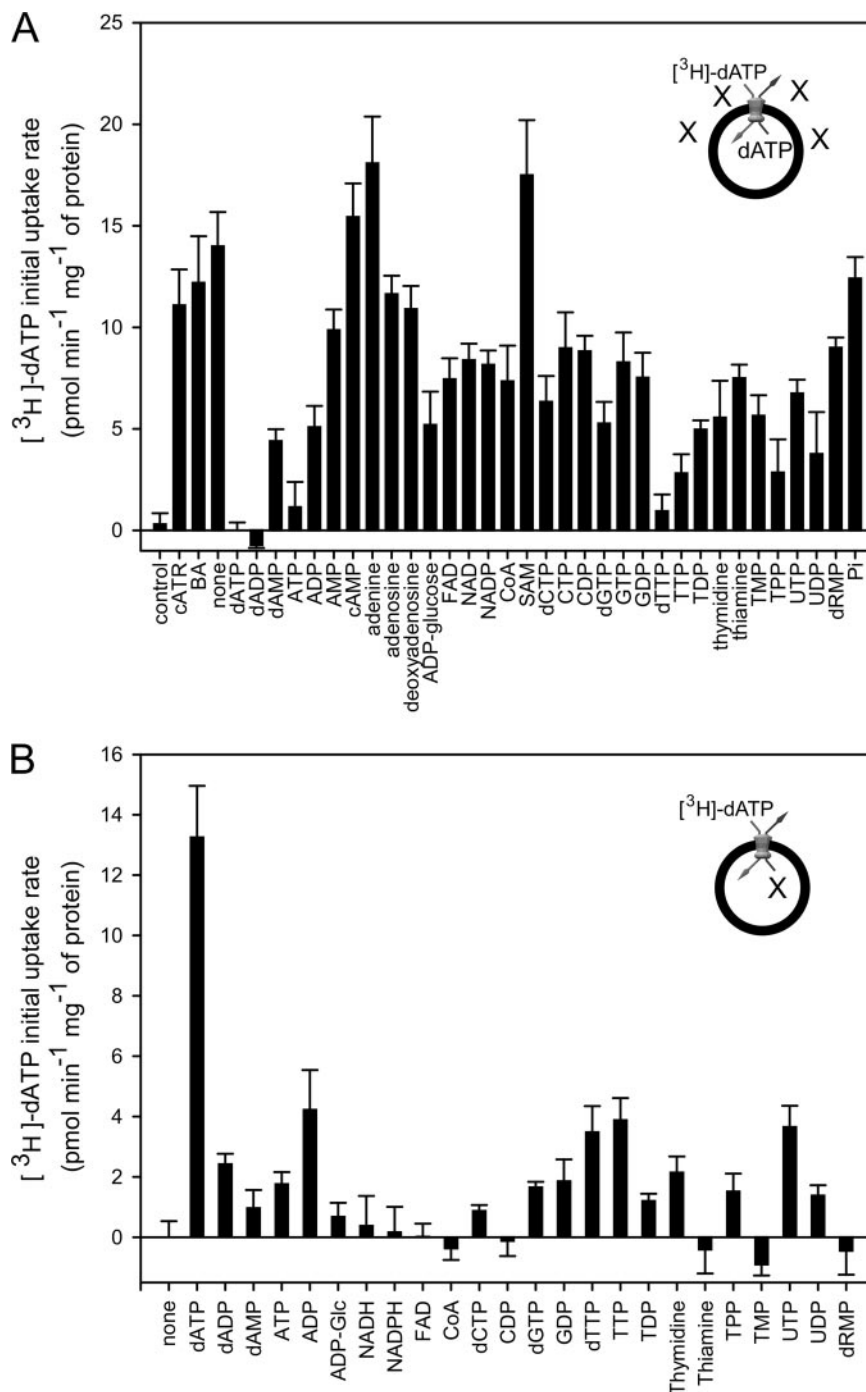 A
[ ³H ]-dATP initial uptake rate
(pmol min⁻¹ mg⁻¹ of protein)
25
20
15
10
5
0
[³H]-dATP
X X X X
dATP
control
cATR
BA
none
dATP
dADP
dAMP
ATP
ADP
AMP
cAMP
adenine
adenosine
deoxyadenosine
ADP-glucose
FAD
NAD
NADP
CoA
SAM
dCTP
CTP
CDP
dGTP
GTP
GDP
dTTP
TTP
TDP
thymidine
thiamine
TMP
TPP
UTP
UDP
dRMP
Pi
B
[ ³H ]-dATP initial uptake rate
(pmol min⁻¹ mg⁻¹ of protein)
16
14
12
10
8
6
4
2
0
[³H]-dATP
X
none
dATP
dADP
dAMP
ATP
ADP
ADP-Glc
NADH
NADPH
FAD
CoA
dCTP
CDP
dGTP
GDP
dTTP
TTP
TDP
Thymidine
Thiamine
TPP
TMP
UTP
UDP
dRMP